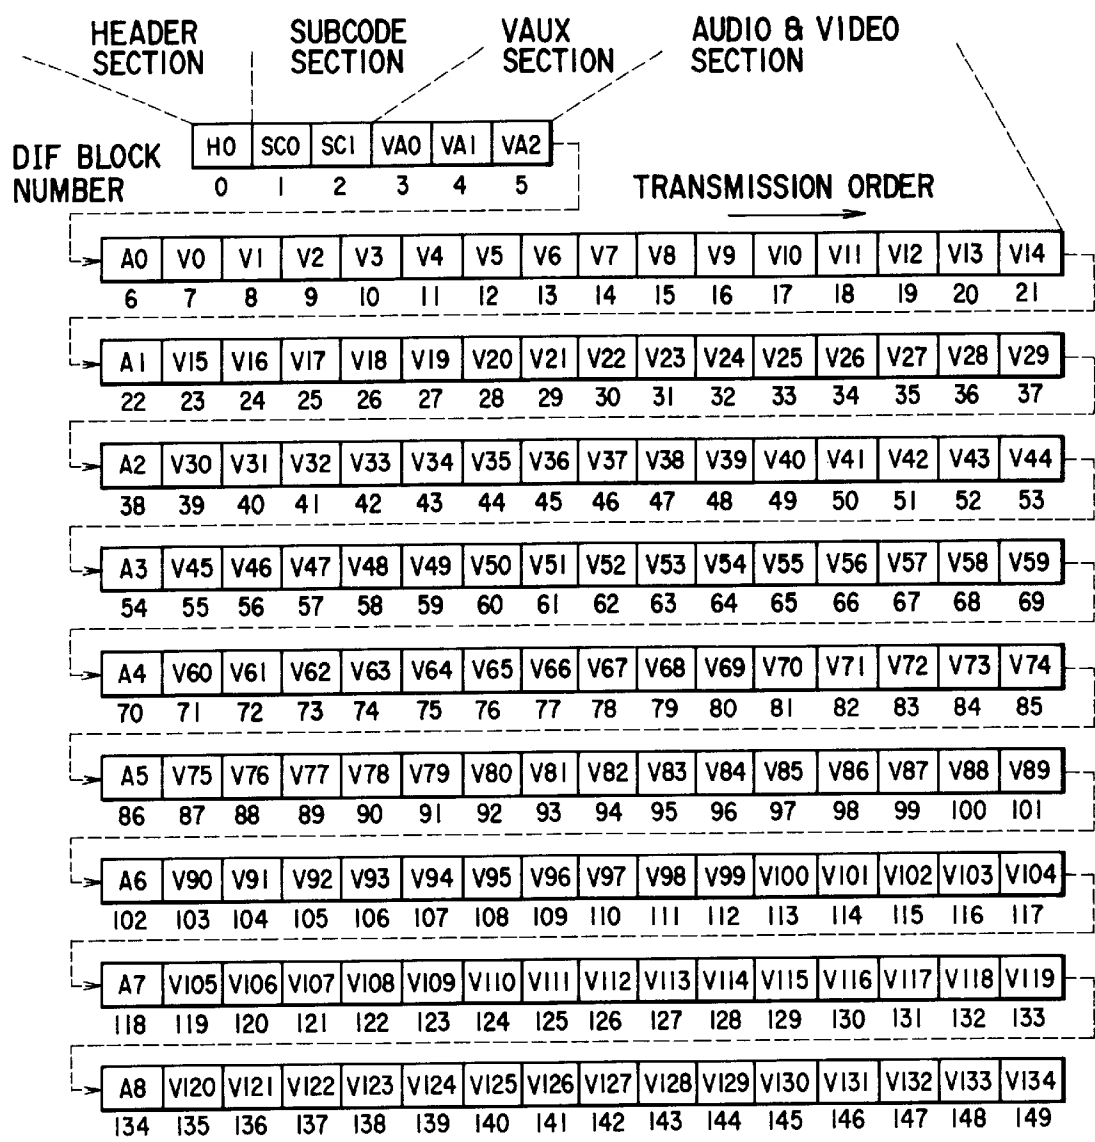 HEADER SECTION SUBCODE SECTION VAUX SECTION AUDIO & VIDEO SECTION
H0 SC0 SC1 VA0 VA1 VA2
DIF BLOCK NUMBER 0 1 2 3 4 5
TRANSMISSION ORDER
A0 V0 V1 V2 V3 V4 V5 V6 V7 V8 V9 V10 V11 V12 V13 V14
6 7 8 9 10 11 12 13 14 15 16 17 18 19 20 21
A1 V15 V16 V17 V18 V19 V20 V21 V22 V23 V24 V25 V26 V27 V28 V29
22 23 24 25 26 27 28 29 30 31 32 33 34 35 36 37
A2 V30 V31 V32 V33 V34 V35 V36 V37 V38 V39 V40 V41 V42 V43 V44
38 39 40 41 42 43 44 45 46 47 48 49 50 51 52 53
A3 V45 V46 V47 V48 V49 V50 V51 V52 V53 V54 V55 V56 V57 V58 V59
54 55 56 57 58 59 60 61 62 63 64 65 66 67 68 69
A4 V60 V61 V62 V63 V64 V65 V66 V67 V68 V69 V70 V71 V72 V73 V74
70 71 72 73 74 75 76 77 78 79 80 81 82 83 84 85
A5 V75 V76 V77 V78 V79 V80 V81 V82 V83 V84 V85 V86 V87 V88 V89
86 87 88 89 90 91 92 93 94 95 96 97 98 99 100 101
A6 V90 V91 V92 V93 V94 V95 V96 V97 V98 V99 V100 V101 V102 V103 V104
102 103 104 105 106 107 108 109 110 111 112 113 114 115 116 117
A7 V105 V106 V107 V108 V109 V110 V111 V112 V113 V114 V115 V116 V117 V118 V119
118 119 120 121 122 123 124 125 126 127 128 129 130 131 132 133
A8 V120 V121 V122 V123 V124 V125 V126 V127 V128 V129 V130 V131 V132 V133 V134
134 135 136 137 138 139 140 141 142 143 144 145 146 147 148 149